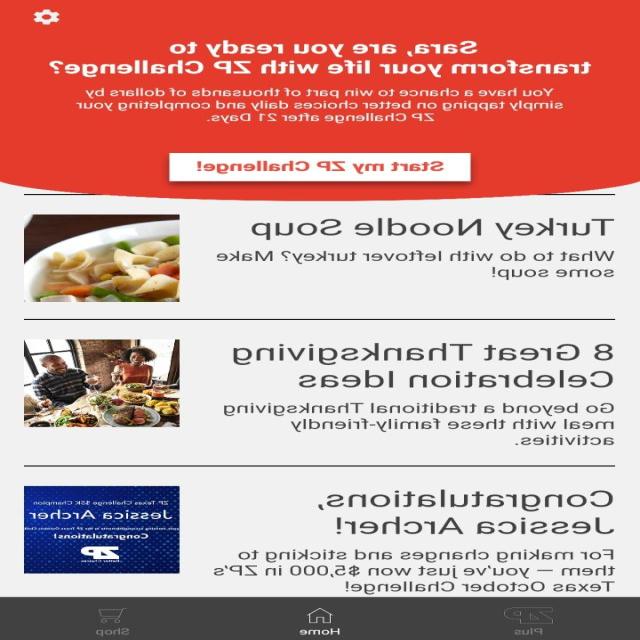 Sara, are you ready to
transform your life with ZP Challenge?
You have a chance to win part of thousands of dollars by
simply tapping on better choices daily and completing your
ZP Challenge after 21 Days.
Start my ZP Challenge!
Turkey Noodle Soup
What to do with leftover turkey? Make
some soup!
8 Great Thanksgiving
Celebration Ideas
Go beyond a traditional Thanksgiving
meal with these family-friendly
activities.
Congratulations,
Jessica Archer!
For making changes and sticking to
them — you've just won $5,000 in ZP's
Texas October Challenge!
ZP Texas Challenge $5K Champion
Jessica Archer
Congratulations!
ZP
Better Choices
ZP
Plus
Home
Shop